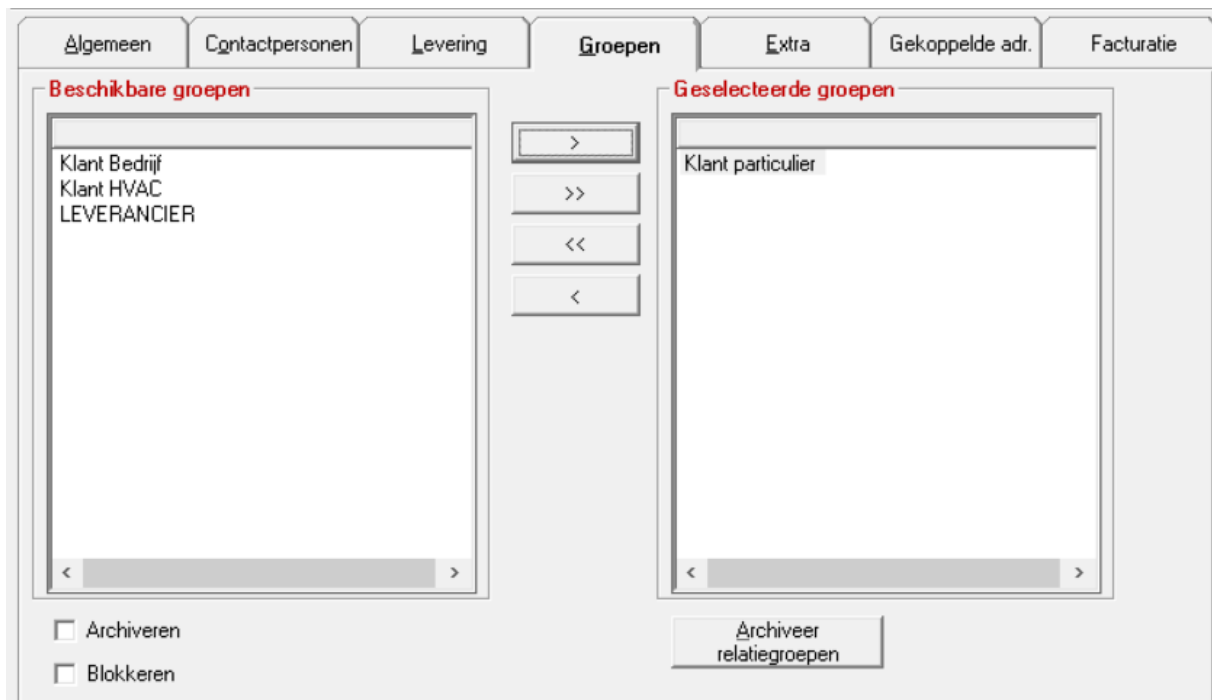 Algemeen
Contactpersonen
Levering
Groepen
Extra
Gekoppelde adr.
Facturatie
Beschikbare groepen
Klant Bedrijf
Klant HVAC
LEVERANCIER
>
>>
<<
<
Geselecteerde groepen
Klant particulier
Archiveren
Blokkeren
Archiveer
relatiegroepen